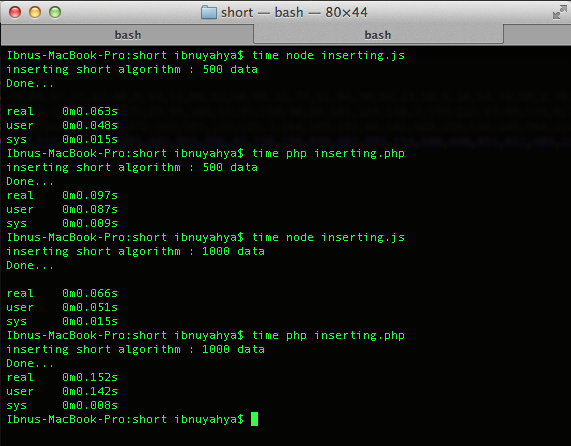 short — bash — 80×44
bash bash
Ibnus-MacBook-Pro:short ibnuyahya$ time node inserting.js
inserting short algorithm : 500 data
Done...
real 0m0.063s
user 0m0.048s
sys 0m0.015s
Ibnus-MacBook-Pro:short ibnuyahya$ time php inserting.php
inserting short algorithm : 500 data
Done...
real 0m0.097s
user 0m0.087s
sys 0m0.009s
Ibnus-MacBook-Pro:short ibnuyahya$ time node inserting.js
inserting short algorithm : 1000 data
Done...
real 0m0.066s
user 0m0.051s
sys 0m0.015s
Ibnus-MacBook-Pro:short ibnuyahya$ time php inserting.php
inserting short algorithm : 1000 data
Done...
real 0m0.152s
user 0m0.142s
sys 0m0.008s
Ibnus-MacBook-Pro:short ibnuyahya$